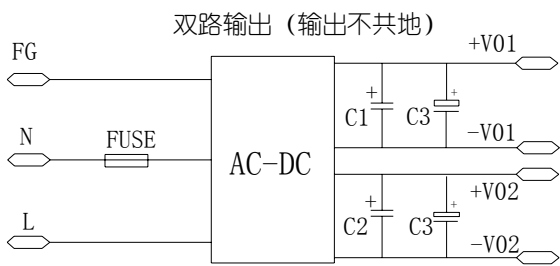 双路输出（输出不共地）
FG
+V01
+
+
C1
C3
N
FUSE
-V01
AC-DC
+V02
L
+
+
C2
C3
-V02